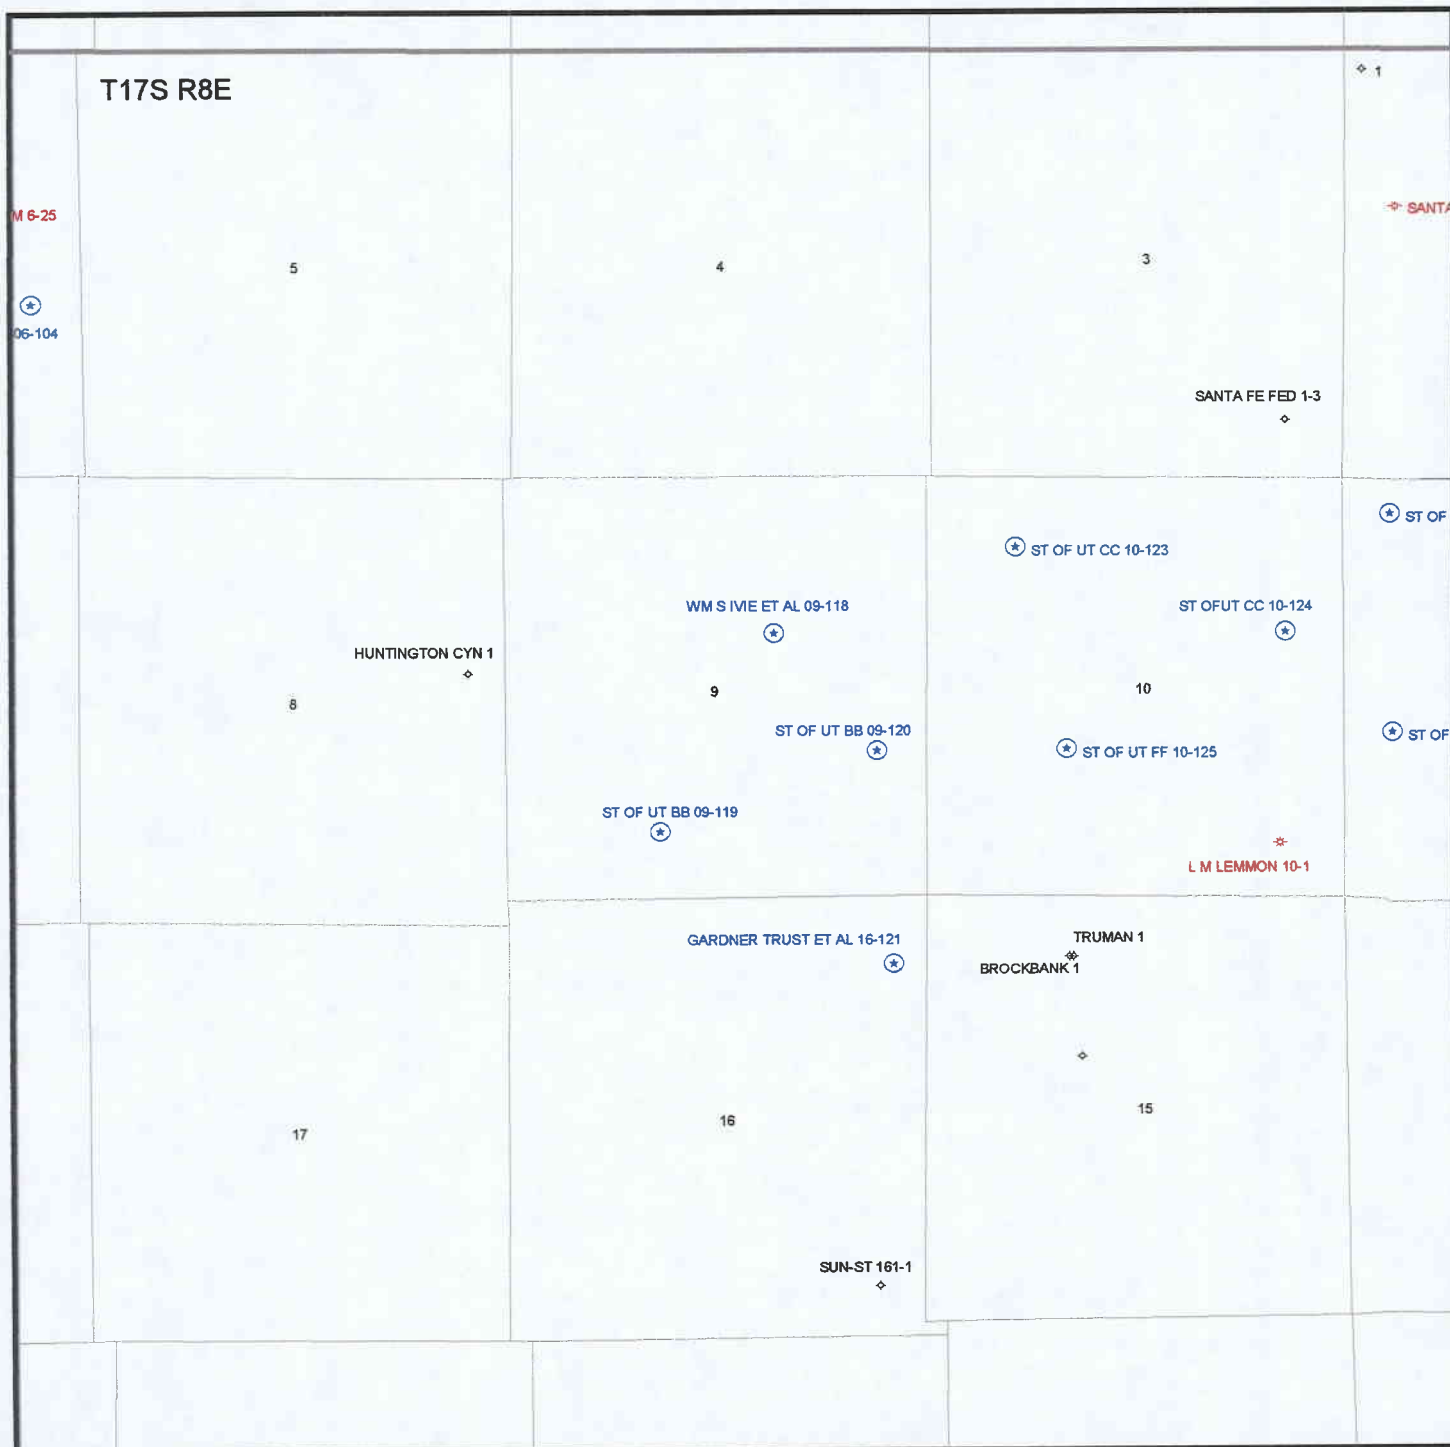 T17S R8E
1
M 6-25
SANTA
5
4
3
06-104
SANTA FE FED 1-3
ST OF
ST OF UT CC 10-123
WM S IVIE ET AL 09-118
ST OFUT CC 10-124
HUNTINGTON CYN 1
8
9
10
ST OF UT BB 09-120
ST OF UT FF 10-125
ST OF
ST OF UT BB 09-119
L M LEMMON 10-1
GARDNER TRUST ET AL 16-121
TRUMAN 1
BROCKBANK 1
17
16
15
SUN-ST 161-1